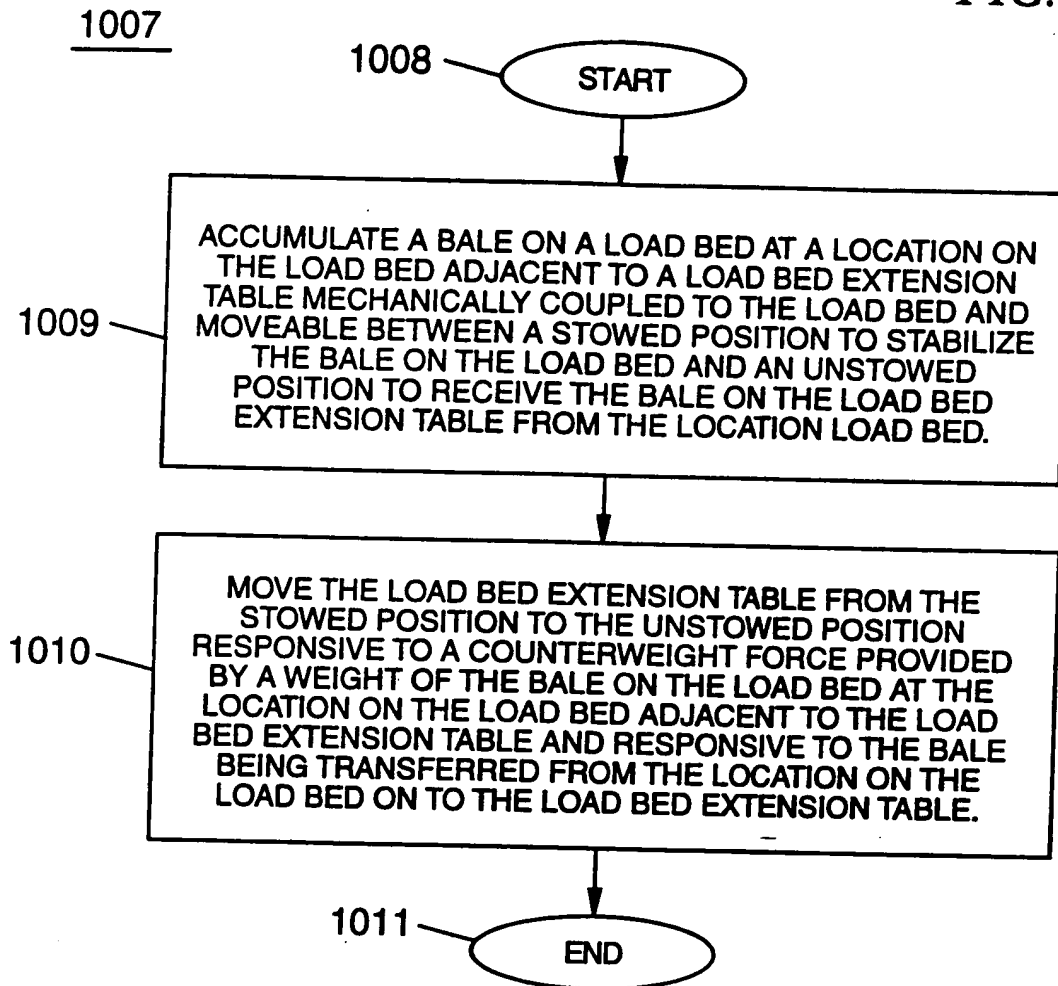 FIG.
1007
1008
START
1009
ACCUMULATE A BALE ON A LOAD BED AT A LOCATION ON
THE LOAD BED ADJACENT TO A LOAD BED EXTENSION
TABLE MECHANICALLY COUPLED TO THE LOAD BED AND
MOVEABLE BETWEEN A STOWED POSITION TO STABILIZE
THE BALE ON THE LOAD BED AND AN UNSTOWED
POSITION TO RECEIVE THE BALE ON THE LOAD BED
EXTENSION TABLE FROM THE LOCATION LOAD BED.
1010
MOVE THE LOAD BED EXTENSION TABLE FROM THE
STOWED POSITION TO THE UNSTOWED POSITION
RESPONSIVE TO A COUNTERWEIGHT FORCE PROVIDED
BY A WEIGHT OF THE BALE ON THE LOAD BED AT THE
LOCATION ON THE LOAD BED ADJACENT TO THE LOAD
BED EXTENSION TABLE AND RESPONSIVE TO THE BALE
BEING TRANSFERRED FROM THE LOCATION ON THE
LOAD BED ON TO THE LOAD BED EXTENSION TABLE.
1011
END